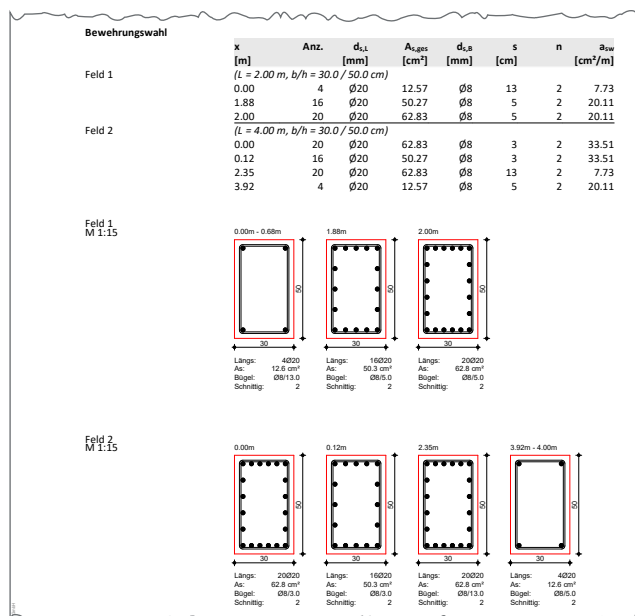 Bewehrungswahl
x Anz. ds,L As,ges ds,B s n asw
[m] [mm] [cm²] [mm] [cm] [cm²/m]
Feld 1 (L = 2.00 m, b/h = 30.0 / 50.0 cm)
0.00 4 Ø20 12.57 Ø8 13 2 7.73
1.88 16 Ø20 50.27 Ø8 5 2 20.11
2.00 20 Ø20 62.83 Ø8 5 2 20.11
Feld 2 (L = 4.00 m, b/h = 30.0 / 50.0 cm)
0.00 20 Ø20 62.83 Ø8 3 2 33.51
0.12 16 Ø20 50.27 Ø8 3 2 33.51
2.35 20 Ø20 62.83 Ø8 13 2 7.73
3.92 4 Ø20 12.57 Ø8 5 2 20.11
Feld 1
M 1:15
0.00m - 0.68m 1.88m 2.00m
50 50 50
30 30 30
Längs: 4Ø20 Längs: 16Ø20 Längs: 20Ø20
As: 12.6 cm² As: 50.3 cm² As: 62.8 cm²
Bügel: Ø8/13.0 Bügel: Ø8/5.0 Bügel: Ø8/5.0
Schnittig: 2 Schnittig: 2 Schnittig: 2
Feld 2
M 1:15
0.00m 0.12m 2.35m 3.92m - 4.00m
50 50 50 50
30 30 30 30
Längs: 20Ø20 Längs: 16Ø20 Längs: 20Ø20 Längs: 4Ø20
As: 62.8 cm² As: 50.3 cm² As: 62.8 cm² As: 12.6 cm²
Bügel: Ø8/3.0 Bügel: Ø8/3.0 Bügel: Ø8/13.0 Bügel: Ø8/5.0
Schnittig: 2 Schnittig: 2 Schnittig: 2 Schnittig: 2